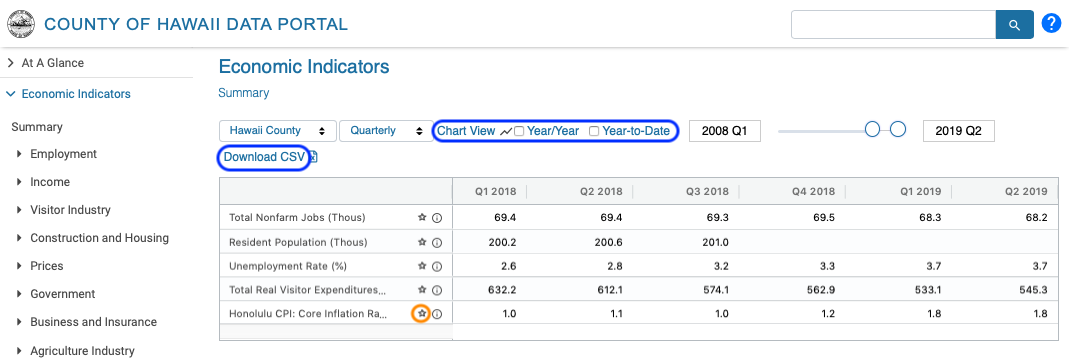 COUNTY OF HAWAII DATA PORTAL
?
At A Glance
Economic Indicators
Summary
Employment
Income
Visitor Industry
Construction and Housing
Prices
Government
Business and Insurance
Agriculture Industry
Economic Indicators
Summary
Hawaii County Quarterly Chart View Year/Year Year-to-Date 2008 Q1 2019 Q2
Download CSV
Q1 2018 Q2 2018 Q3 2018 Q4 2018 Q1 2019 Q2 2019
Total Nonfarm Jobs (Thous) 69.4 69.4 69.3 69.5 68.3 68.2
Resident Population (Thous) 200.2 200.6 201.0
Unemployment Rate (%) 2.6 2.8 3.2 3.3 3.7 3.7
Total Real Visitor Expenditures... 632.2 612.1 574.1 562.9 533.1 545.3
Honolulu CPI: Core Inflation Ra... 1.0 1.1 1.0 1.2 1.8 1.8